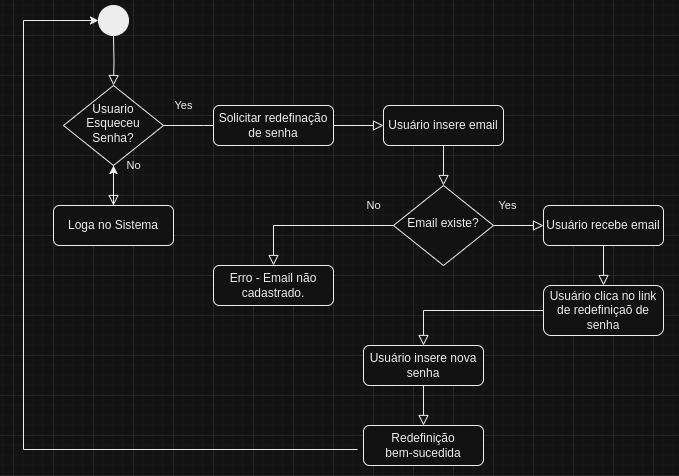 Usuario
Esqueceu
Senha?
Yes
Solicitar redefinação
de senha
Usuário insere email
No
Loga no Sistema
No
Email existe?
Yes
Usuário recebe email
Erro - Email não
cadastrado.
Usuário clica no link
de redefiniçaõ de
senha
Usuário insere nova
senha
Redefinição
bem-sucedida